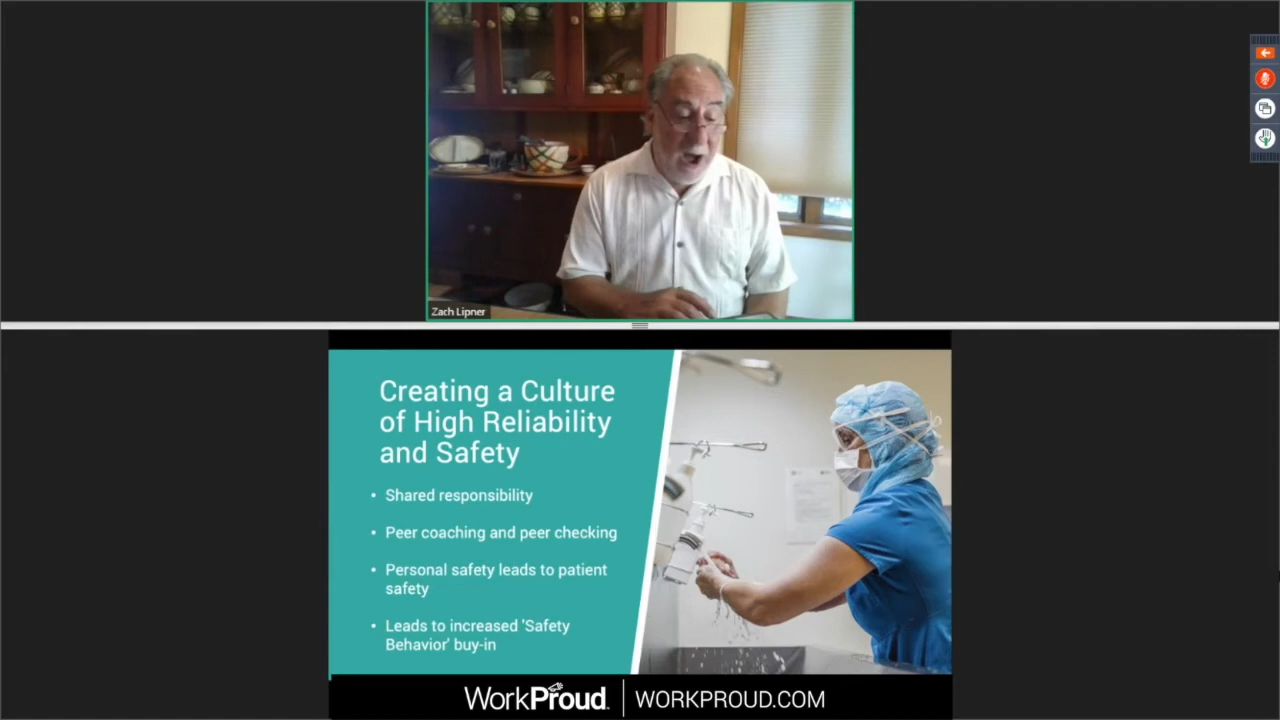 Zach Lipner
Creating a Culture
of High Reliability
and Safety
• Shared responsibility
• Peer coaching and peer checking
• Personal safety leads to patient
safety
• Leads to increased 'Safety
Behavior' buy-in
WorkProud. | WORKPROUD.COM